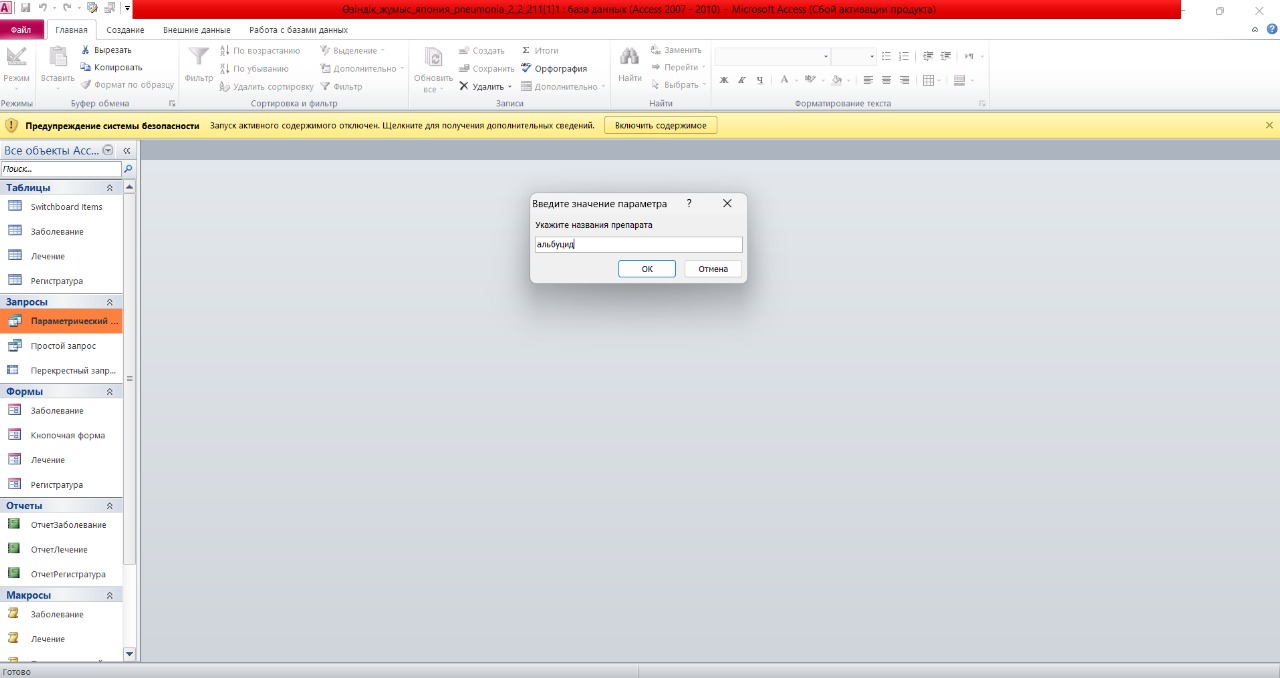 Өзіндік_жұмыс_япония_pneumonia_2_2_211[1]1 : база данных (Access 2007 - 2010) - Microsoft Access (Сбой активации продукта)
Файл Главная Создание Внешние данные Работа с базами данных
Режим
Режимы
Вставить
Вырезать
Копировать
Формат по образцу
Буфер обмена
Фильтр
По возрастанию
По убыванию
Удалить сортировку
Выделение
Дополнительно
Фильтр
Сортировка и фильтр
Обновить все
Создать
Сохранить
Удалить
Итоги
Орфография
Дополнительно
Записи
Найти
Заменить
Перейти
Выбрать
Найти
Ж К Ч А
Форматирование текста
Предупреждение системы безопасности Запуск активного содержимого отключен. Щелкните для получения дополнительных сведений. Включить содержимое
Все объекты Acc... «
Поиск...
Таблицы
Switchboard Items
Заболевание
Лечение
Регистратура
Запросы
Параметрический ...
Простой запрос
Перекрестный запр...
Формы
Заболевание
Кнопочная форма
Лечение
Регистратура
Отчеты
ОтчетЗаболевание
ОтчетЛечение
ОтчетРегистратура
Макросы
Заболевание
Лечение
Введите значение параметра ?
Укажите названия препарата
альбуцид
ОК Отмена
Готово